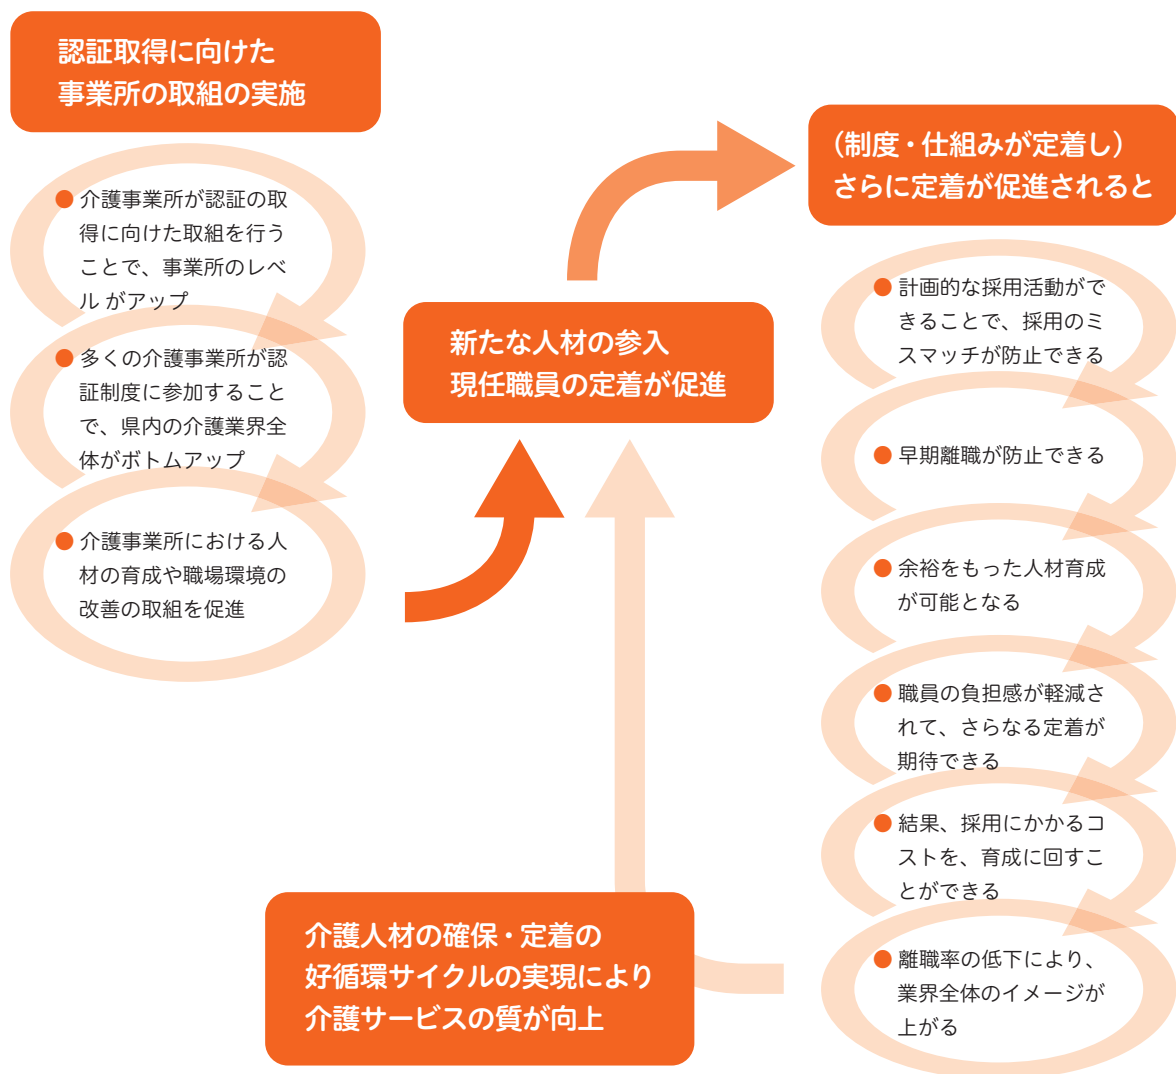 認証取得に向けた
事業所の取組の実施
● 介護事業所が認証の取
得に向けた取組を行う
ことで、事業所のレベ
ル がアップ
● 多くの介護事業所が認
証制度に参加すること
で、県内の介護業界全
体がボトムアップ
● 介護事業所における人
材の育成や職場環境の
改善の取組を促進
新たな人材の参入
現任職員の定着が促進
（制度・仕組みが定着し）
さらに定着が促進されると
● 計画的な採用活動がで
きることで、採用のミ
スマッチが防止できる
● 早期離職が防止できる
● 余裕をもった人材育成
が可能となる
● 職員の負担感が軽減さ
れて、さらなる定着が
期待できる
● 結果、採用にかかるコ
ストを、育成に回すこ
とができる
● 離職率の低下により、
業界全体のイメージが
上がる
介護人材の確保・定着の
好循環サイクルの実現により
介護サービスの質が向上